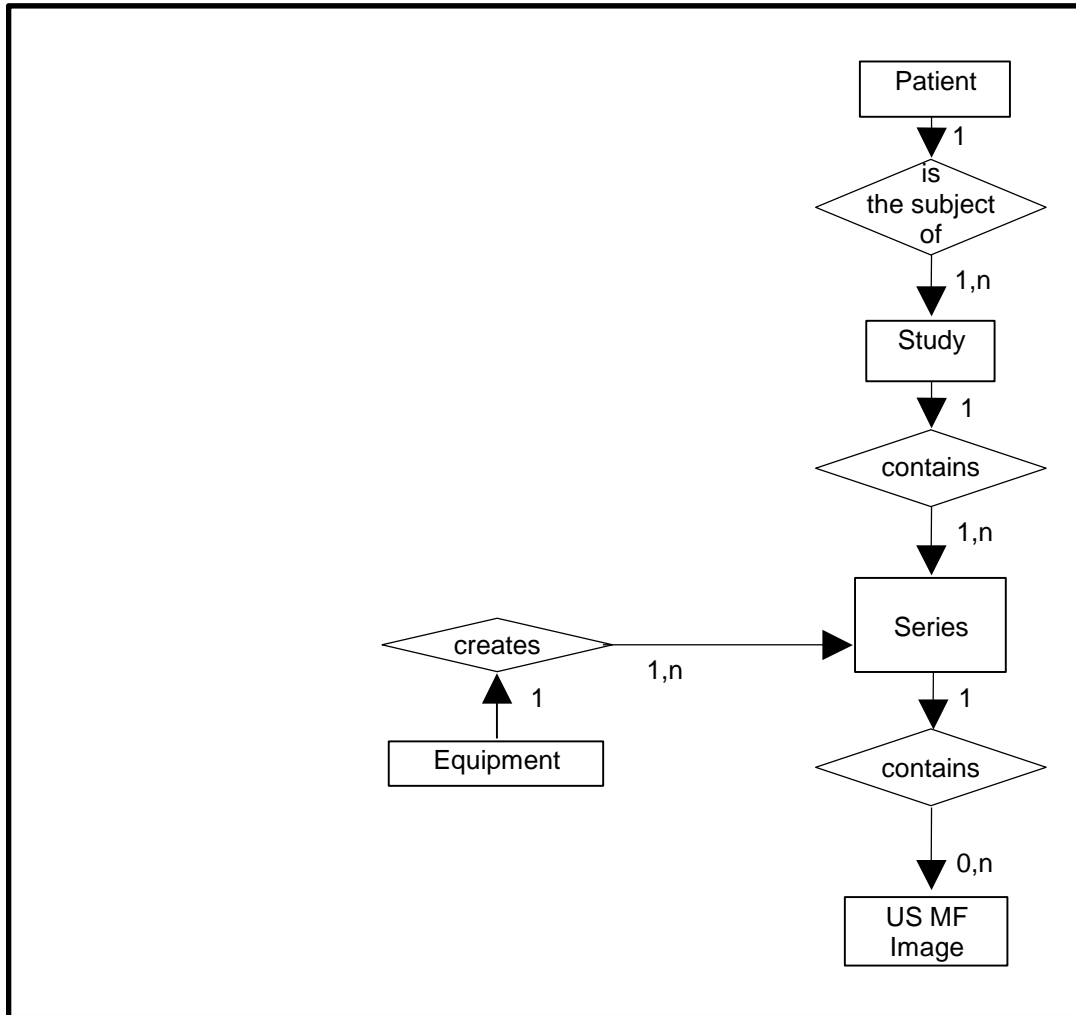 Patient
1
is
the subject
of
1,n
Study
1
contains
1,n
Series
creates
1,n
1
Equipment
1
contains
0,n
US MF
Image